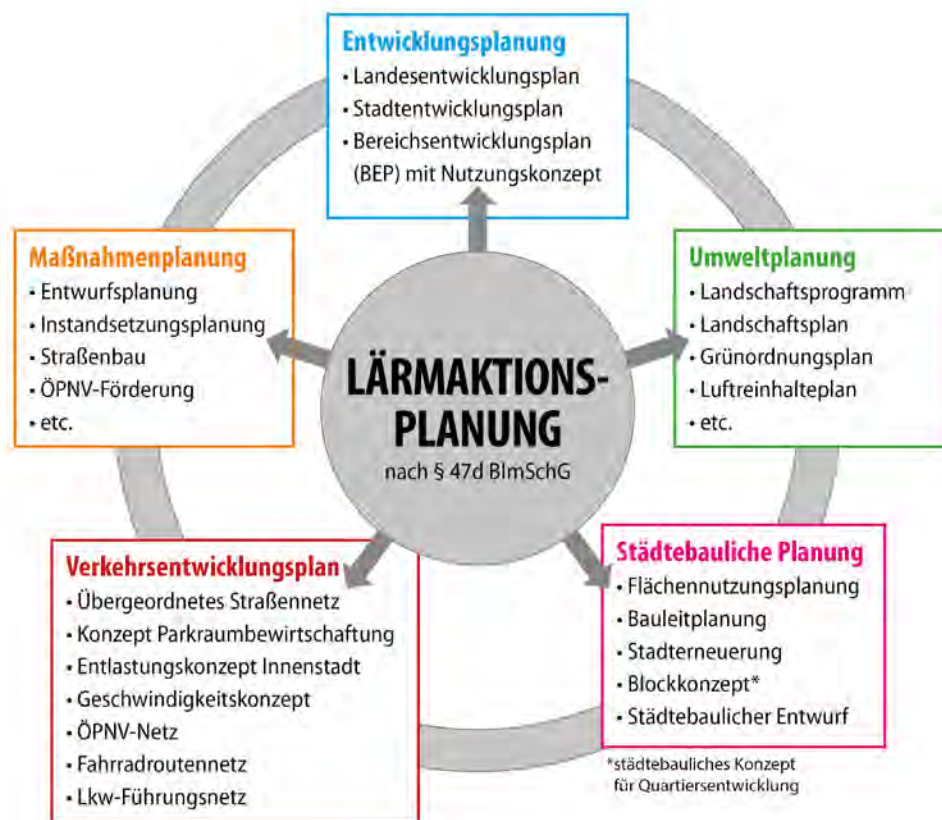 Entwicklungsplanung
• Landesentwicklungsplan
• Stadtentwicklungsplan
• Bereichsentwicklungsplan
(BEP) mit Nutzungskonzept
Maßnahmenplanung
• Entwurfsplanung
• Instandsetzungsplanung
• Straßenbau
• ÖPNV-Förderung
• etc.
Umweltplanung
• Landschaftsprogramm
• Landschaftsplan
• Grünordnungsplan
• Luftreinhalteplan
• etc.
LÄRMAKTIONS-
PLANUNG
nach § 47d BImSchG
Verkehrsentwicklungsplan
• Übergeordnetes Straßennetz
• Konzept Parkraumbewirtschaftung
• Entlastungskonzept Innenstadt
• Geschwindigkeitskonzept
• ÖPNV-Netz
• Fahrradroutennetz
• Lkw-Führungsnetz
Städtebauliche Planung
• Flächennutzungsplanung
• Bauleitplanung
• Stadterneuerung
• Blockkonzept*
• Städtebaulicher Entwurf
*städtebauliches Konzept
für Quartiersentwicklung